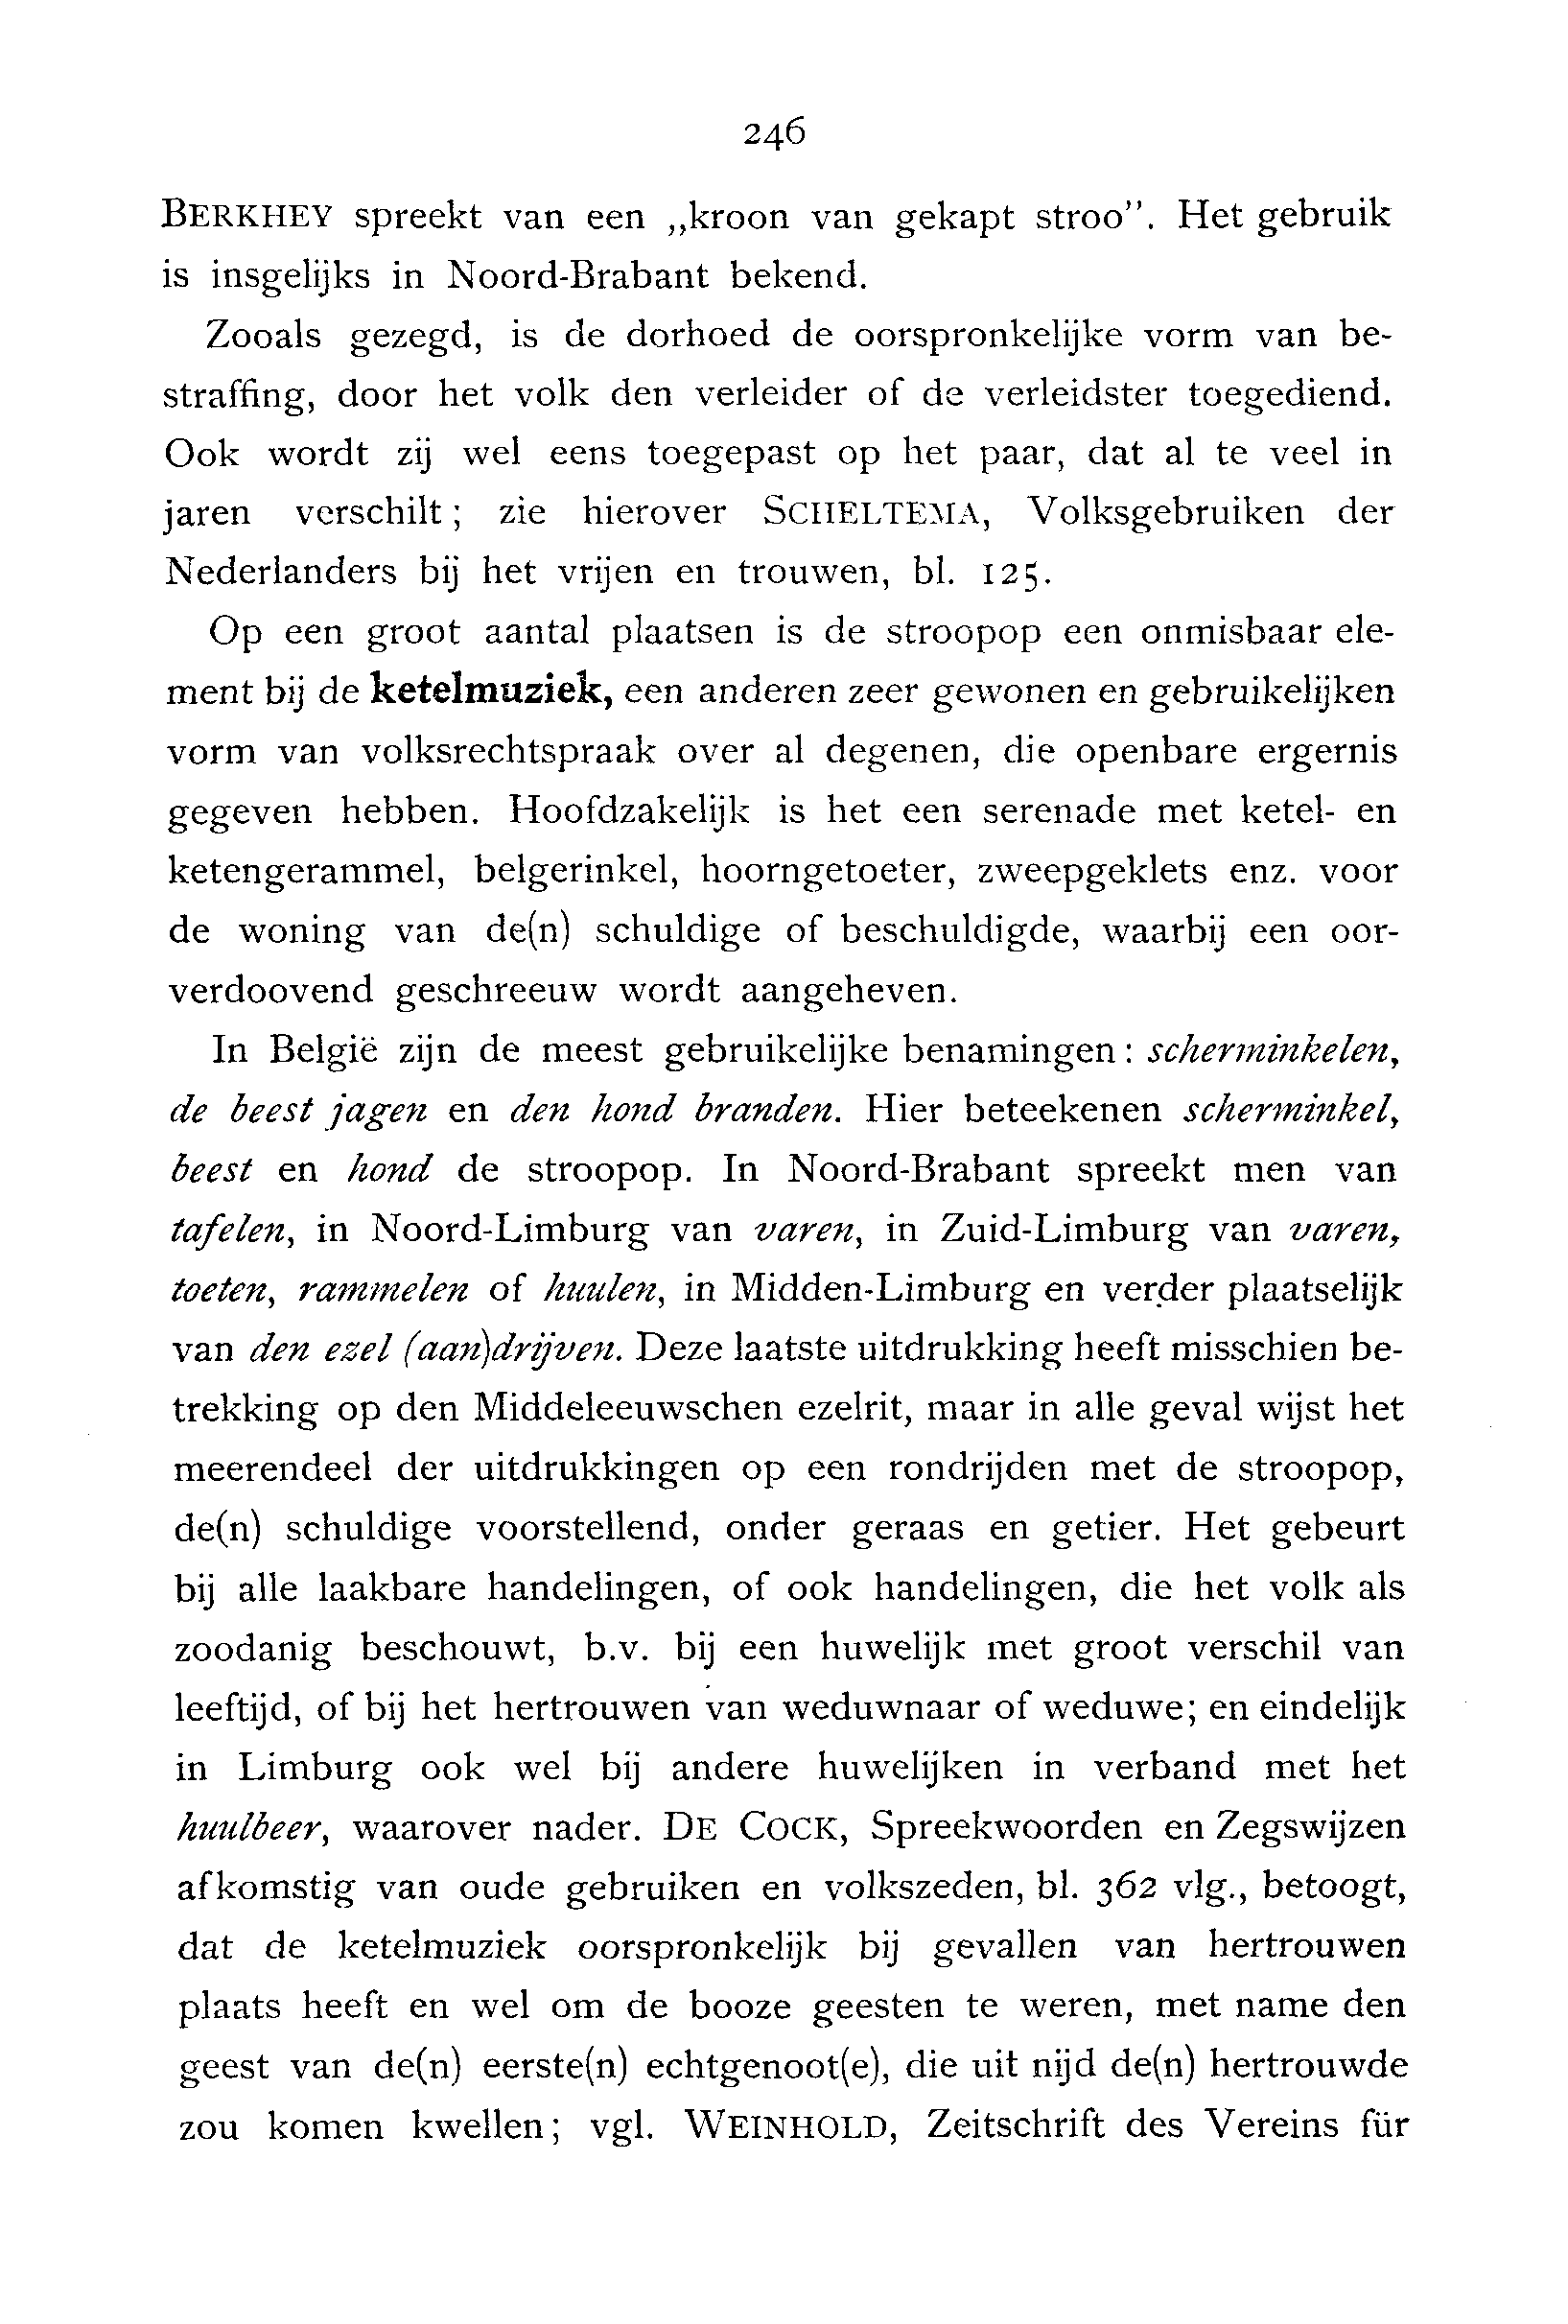 246
BERKHEY spreekt van een „kroon van gekapt stroo”. Het gebruik
is insgelijks in Noord-Brabant bekend.
Zooals gezegd, is de dorhoed de oorspronkelijke vorm van be-
straffing, door het volk den verleider of de verleidster toegediend.
Ook wordt zij wel eens toegepast op het paar, dat al te veel in
jaren verschilt; zie hierover SCHELTEMA, Volksgebruiken der
Nederlanders bij het vrijen en trouwen, bl. 125.
Op een groot aantal plaatsen is de stroopop een onmisbaar ele-
ment bij de ketelmuziek, een anderen zeer gewonen en gebruikelijken
vorm van volksrechtspraak over al degenen, die openbare ergernis
gegeven hebben. Hoofdzakelijk is het een serenade met ketel- en
ketengerammel, belgerinkel, hoorngetoeter, zweepgeklets enz. voor
de woning van de(n) schuldige of beschuldigde, waarbij een oor-
verdoovend geschreeuw wordt aangeheven.
In België zijn de meest gebruikelijke benamingen: scherminkelen,
de beest jagen en den hond branden. Hier beteekenen scherminkel,
beest en hond de stroopop. In Noord-Brabant spreekt men van
tafelen, in Noord-Limburg van varen, in Zuid-Limburg van varen,
toeten, rammelen of huulen, in Midden-Limburg en verder plaatselijk
van den ezel (aan)drijven. Deze laatste uitdrukking heeft misschien be-
trekking op den Middeleeuwschen ezelrit, maar in alle geval wijst het
meerendeel der uitdrukkingen op een rondrijden met de stroopop,
de(n) schuldige voorstellend, onder geraas en getier. Het gebeurt
bij alle laakbare handelingen, of ook handelingen, die het volk als
zoodanig beschouwt, b.v. bij een huwelijk met groot verschil van
leeftijd, of bij het hertrouwen van weduwnaar of weduwe; en eindelijk
in Limburg ook wel bij andere huwelijken in verband met het
huulbeer, waarover nader. DE COCK, Spreekwoorden en Zegswijzen
afkomstig van oude gebruiken en volkszeden, bl. 362 vlg., betoogt,
dat de ketelmuziek oorspronkelijk bij gevallen van hertrouwen
plaats heeft en wel om de booze geesten te weren, met name den
geest van de(n) eerste(n) echtgenoot(e), die uit nijd de(n) hertrouwde
zou komen kwellen; vgl. WEINHOLD, Zeitschrift des Vereins für